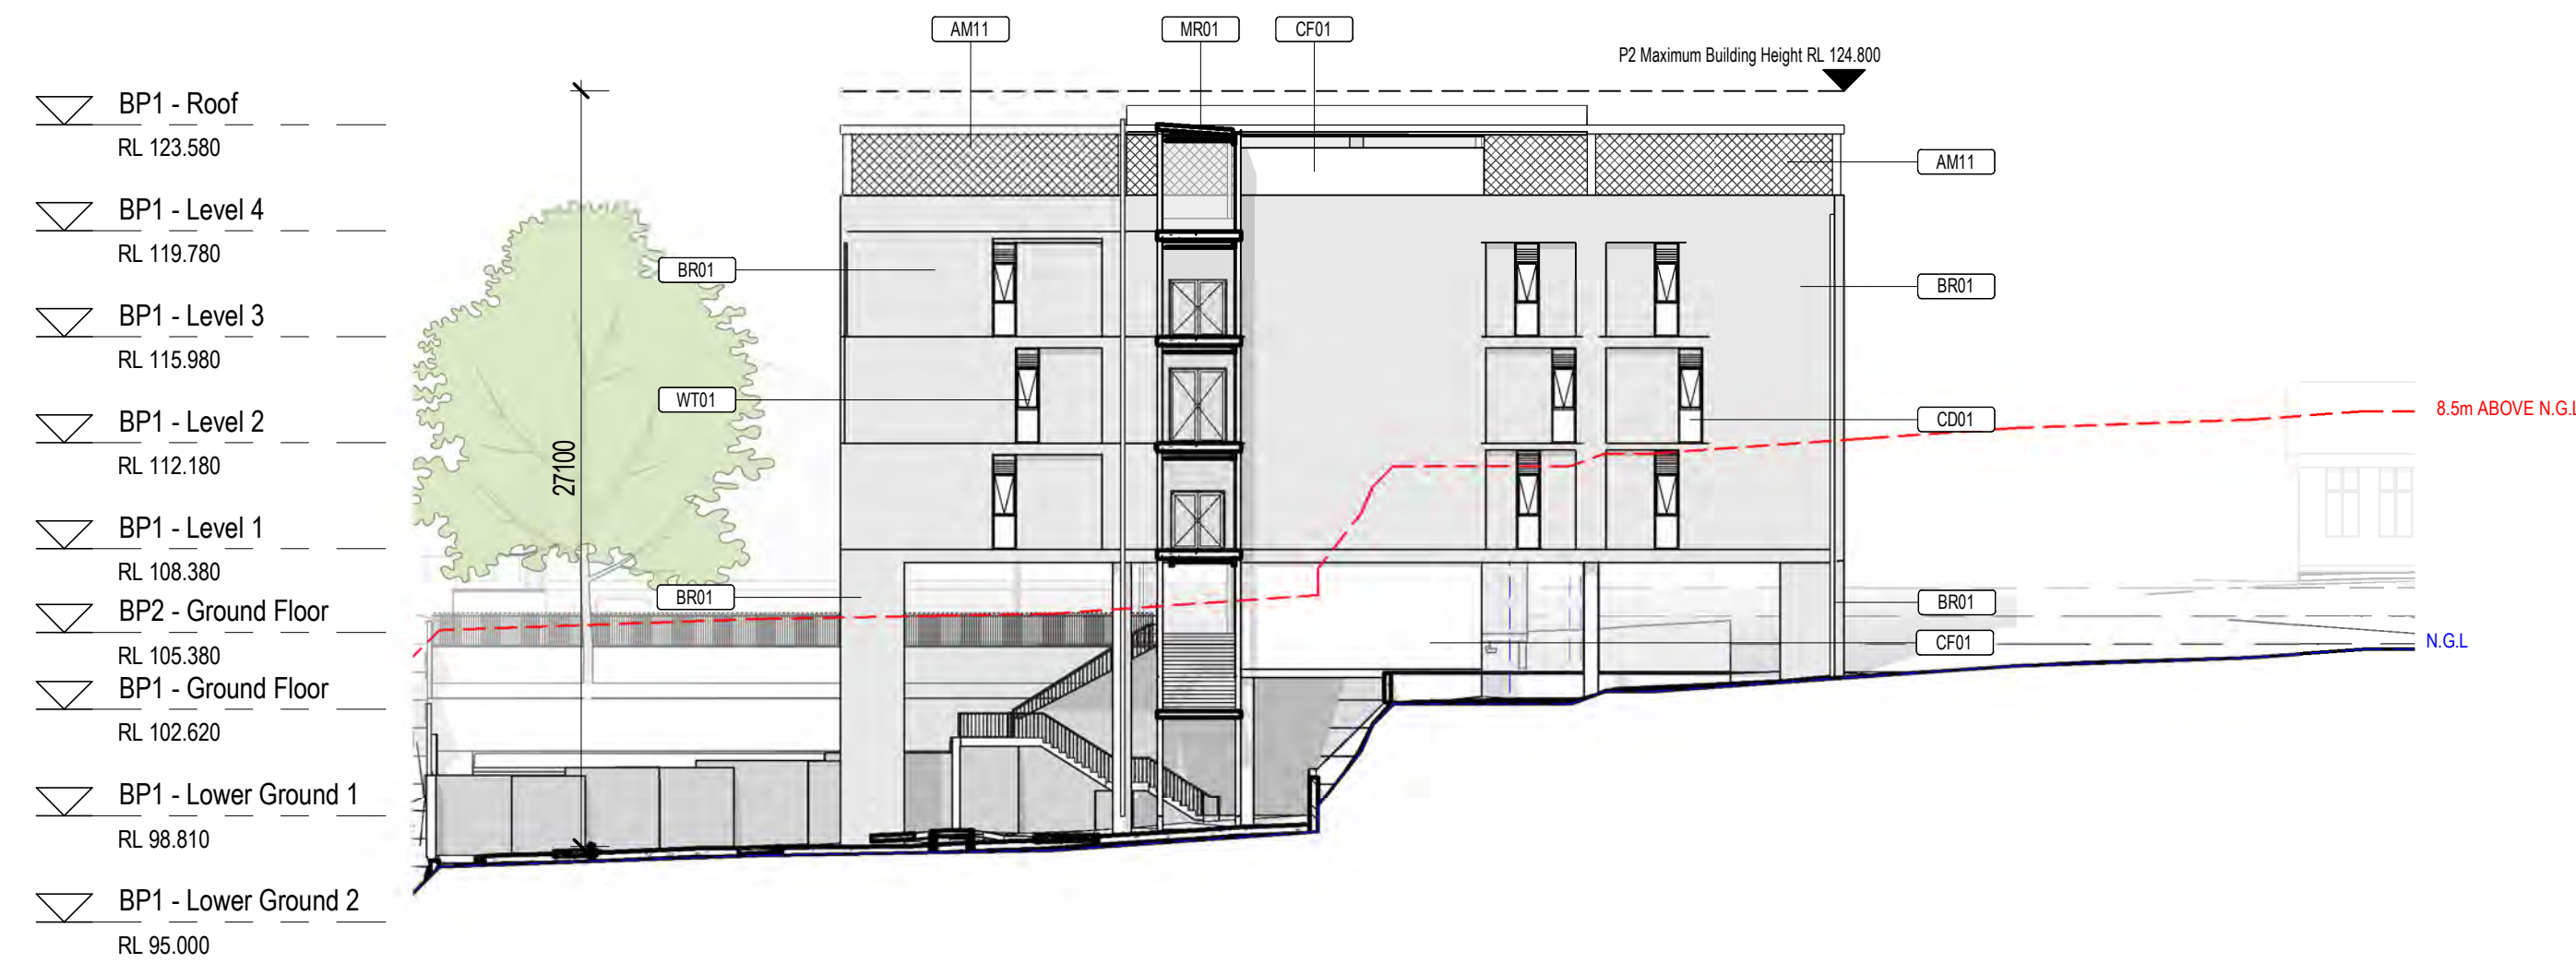 AM11
MR01
CF01
P2 Maximum Building Height RL 124.800
BP1 - Roof
RL 123.580
AM11
BP1 - Level 4
RL 119.780
BR01
BR01
BP1 - Level 3
RL 115.980
WT01
CD01
8.5m ABOVE N.G.L
BP1 - Level 2
RL 112.180
27100
BP1 - Level 1
RL 108.380
BR01
BR01
BP2 - Ground Floor
RL 105.380
CF01
N.G.L
BP1 - Ground Floor
RL 102.620
BP1 - Lower Ground 1
RL 98.810
BP1 - Lower Ground 2
RL 95.000